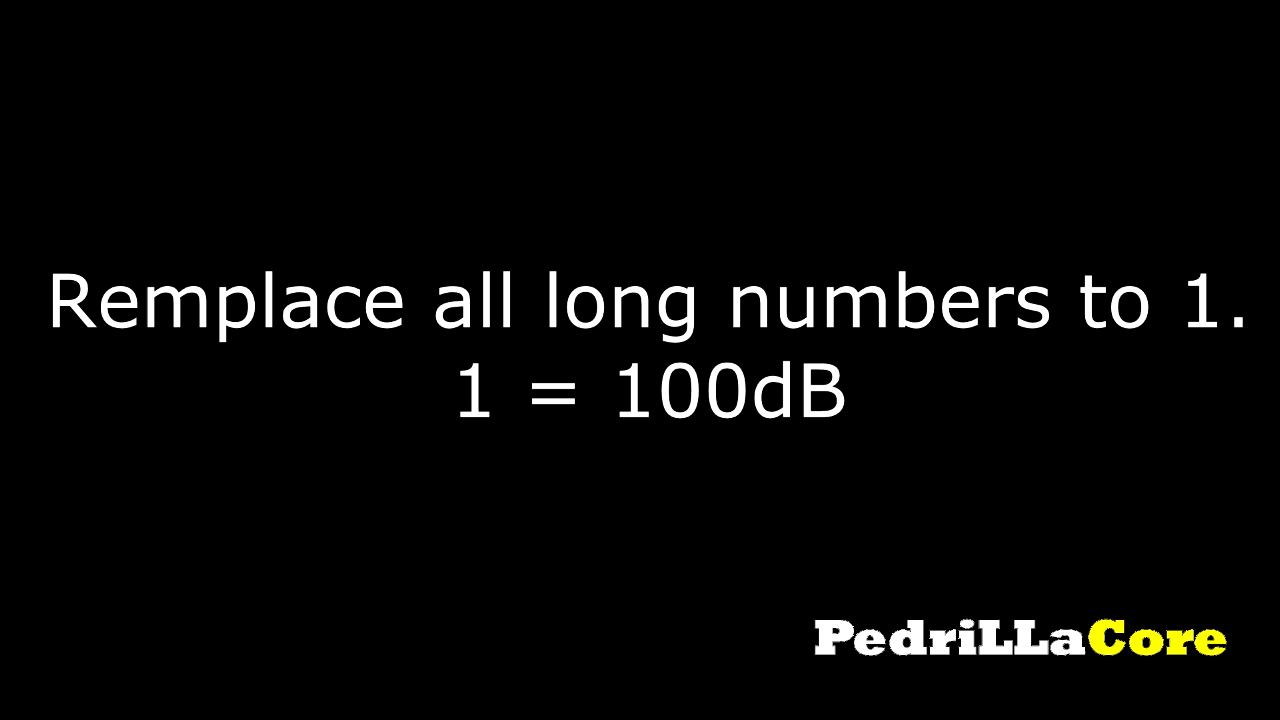 Remplace all long numbers to 1.
1 = 100dB
PedriLLaCore